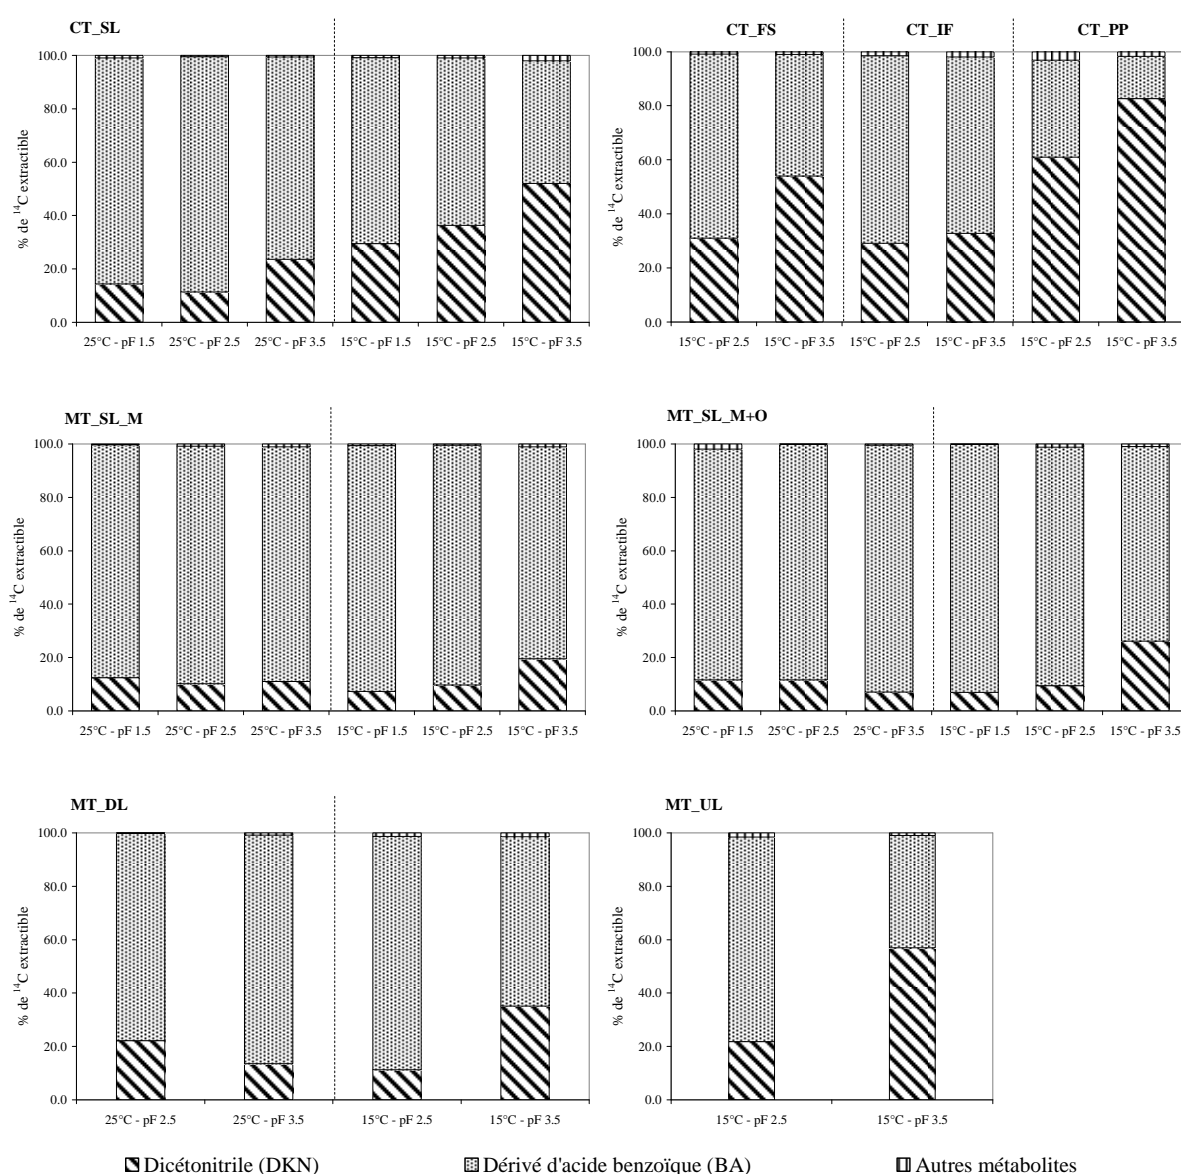 CT_SL
% de 14C extractible
100.0
80.0
60.0
40.0
20.0
0.0
25°C - pF 1.5 25°C - pF 2.5 25°C - pF 3.5 15°C - pF 1.5 15°C - pF 2.5 15°C - pF 3.5
CT_FS CT_IF CT_PP
% de 14C extractible
100.0
80.0
60.0
40.0
20.0
0.0
15°C - pF 2.5 15°C - pF 3.5 15°C - pF 2.5 15°C - pF 3.5 15°C - pF 2.5 15°C - pF 3.5
MT_SL_M
% de 14C extractible
100.0
80.0
60.0
40.0
20.0
0.0
25°C - pF 1.5 25°C - pF 2.5 25°C - pF 3.5 15°C - pF 1.5 15°C - pF 2.5 15°C - pF 3.5
MT_SL_M+O
% de 14C extractible
100.0
80.0
60.0
40.0
20.0
0.0
25°C - pF 1.5 25°C - pF 2.5 25°C - pF 3.5 15°C - pF 1.5 15°C - pF 2.5 15°C - pF 3.5
MT_DL
% de 14C extractible
100.0
80.0
60.0
40.0
20.0
0.0
25°C - pF 2.5 25°C - pF 3.5 15°C - pF 2.5 15°C - pF 3.5
MT_UL
% de 14C extractible
100.0
80.0
60.0
40.0
20.0
0.0
15°C - pF 2.5 15°C - pF 3.5
Dicétonitrile (DKN) Dérivé d'acide benzoïque (BA) Autres métabolites